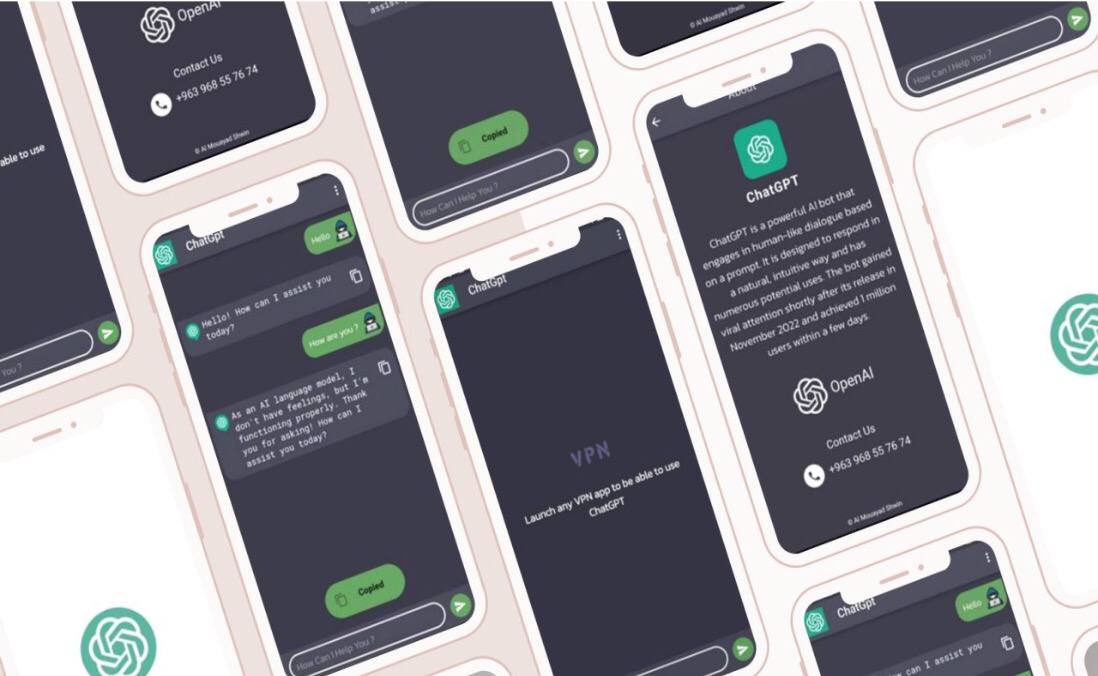 OpenAI
Contact Us
+963 968 55 76 74
© Al Mouayad Shwin
able to use
You ?
assis
Copied
How Can I Help You ?
© Al Mouayad Shwin
How Can I Help You ?
ChatGpt
Hello
Hello! How can I assist you
today?
How are you ?
As an AI language model, I
don't have feelings, but I'm
functioning properly. Thank
you for asking! How can I
assist you today?
Copied
How Can I Help You ?
ChatGpt
VPN
Launch any VPN app to be able to use
ChatGPT
About
ChatGPT
ChatGPT is a powerful AI bot that
engages in human-like dialogue based
on a prompt. It is designed to respond in
a natural, intuitive way and has
numerous potential uses. The bot gained
viral attention shortly after its release in
November 2022 and achieved 1 million
users within a few days.
OpenAI
Contact Us
+963 968 55 76 74
© Al Mouayad Shwin
ChatGpt
Hello
can I assist you